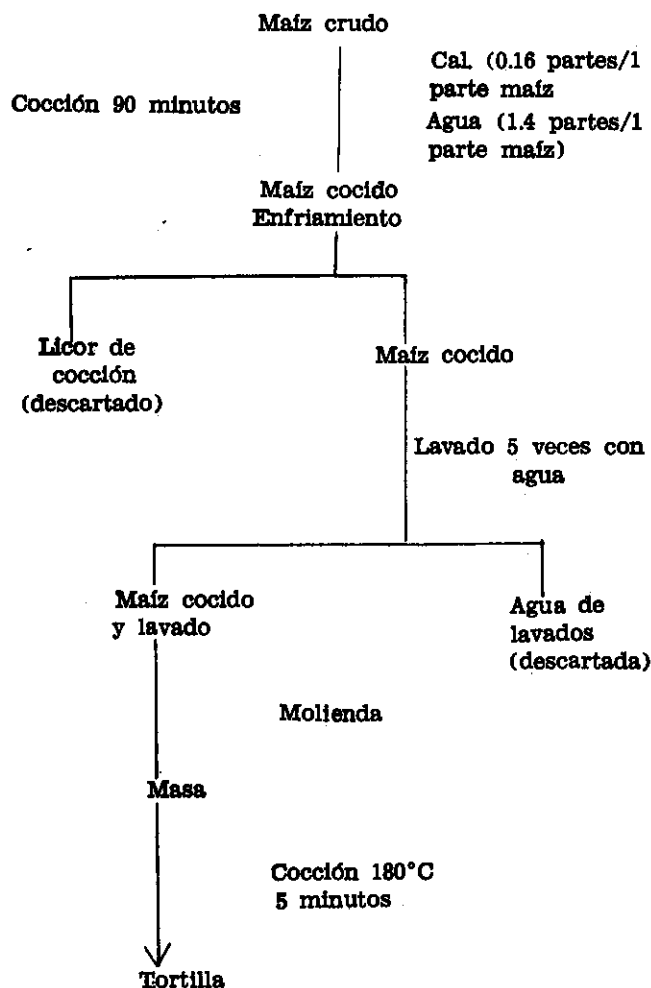 Maíz crudo
Cocción 90 minutos
Cal. (0.16 partes/1
parte maíz
Agua (1.4 partes/1
parte maíz)
Maíz cocido
Enfriamiento
Licor de
cocción
(descartado)
Maíz cocido
Lavado 5 veces con
agua
Maíz cocido
y lavado
Agua de
lavados
(descartada)
Molienda
Masa
Cocción 180°C
5 minutos
Tortilla